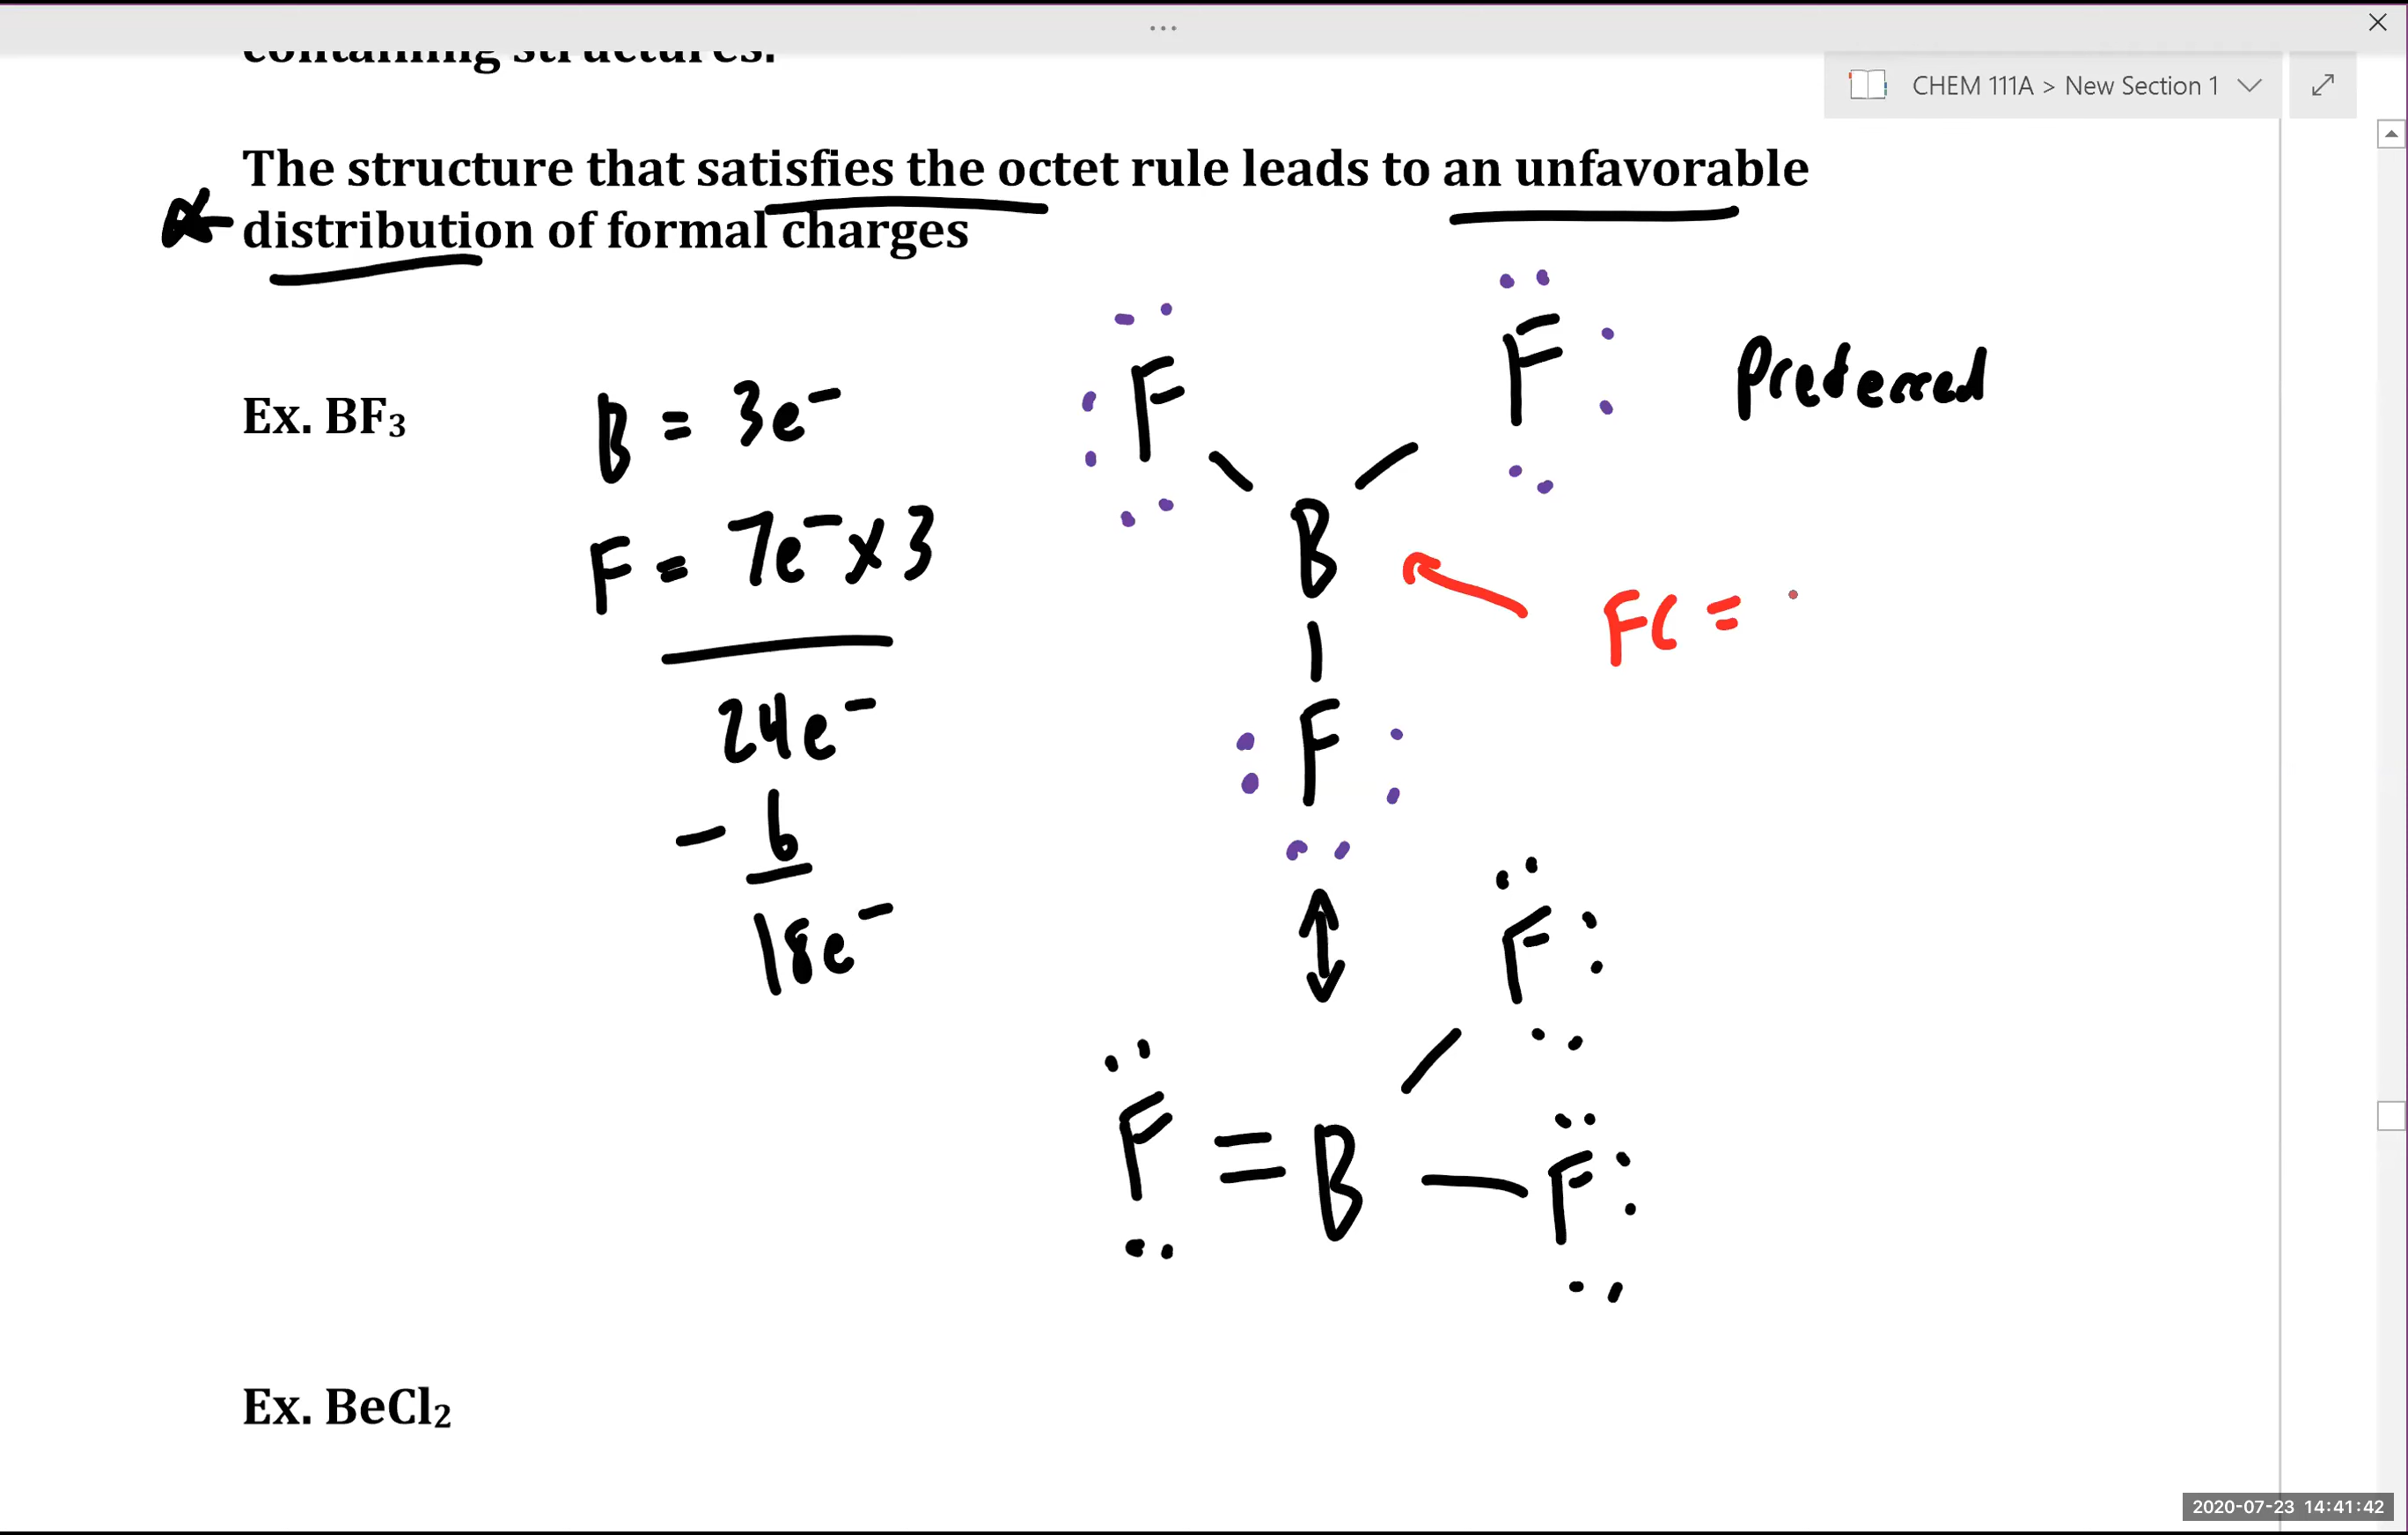 containing structures.
CHEM 111A > New Section 1
The structure that satisfies the octet rule leads to an unfavorable
distribution of formal charges
Ex. BF₃
B = 3e⁻
F = 7e⁻ x 3
24e⁻
- 6
18e⁻
F
F
Preferred
B
FC =
F
F
F = B — F
Ex. BeCl₂
2020-07-23 14:41:42